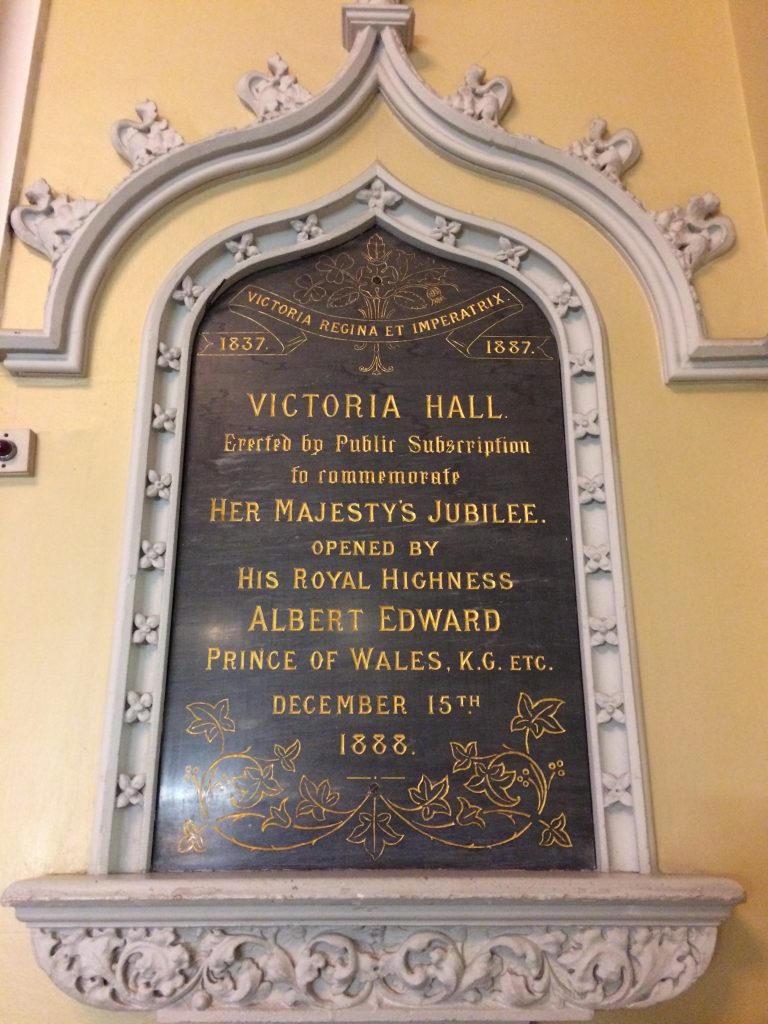 VICTORIA REGINA ET IMPERATRIX.
1837. 1887.
VICTORIA HALL.
Erected by Public Subscription
to commemorate
HER MAJESTY'S JUBILEE.
OPENED BY
HIS ROYAL HIGHNESS
ALBERT EDWARD
PRINCE OF WALES, K.G. ETC.
DECEMBER 15TH
1888.